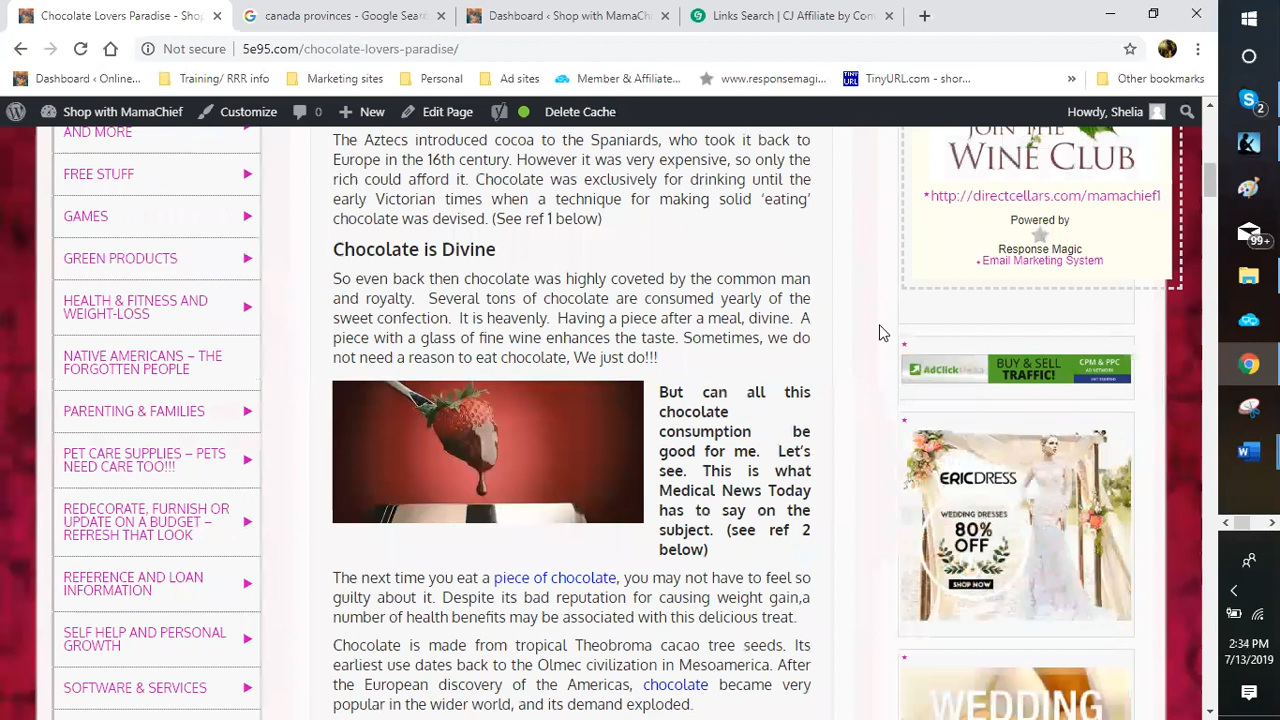 Chocolate Lovers Paradise - Shop
canada provinces - Google Sear
Dashboard ‹ Shop with MamaChi
Links Search | CJ Affiliate by Com
Not secure
5e95.com/chocolate-lovers-paradise/
Dashboard ‹ Online...
Training/ RRR info
Marketing sites
Personal
Ad sites
Member & Affiliate...
www.responsemagi...
TINY URL
TinyURL.com - shor...
»
Other bookmarks
Shop with MamaChief
Customize
0
New
Edit Page
Delete Cache
Howdy, Shelia
AND MORE
FREE STUFF
GAMES
GREEN PRODUCTS
HEALTH & FITNESS AND
WEIGHT-LOSS
NATIVE AMERICANS – THE
FORGOTTEN PEOPLE
PARENTING & FAMILIES
PET CARE SUPPLIES – PETS
NEED CARE TOO!!!
REDECORATE, FURNISH OR
UPDATE ON A BUDGET –
REFRESH THAT LOOK
REFERENCE AND LOAN
INFORMATION
SELF HELP AND PERSONAL
GROWTH
SOFTWARE & SERVICES
The Aztecs introduced cocoa to the Spaniards, who took it back to
Europe in the 16th century. However it was very expensive, so only the
rich could afford it. Chocolate was exclusively for drinking until the
early Victorian times when a technique for making solid ‘eating’
chocolate was devised. (See ref 1 below)
Chocolate is Divine
So even back then chocolate was highly coveted by the common man
and royalty. Several tons of chocolate are consumed yearly of the
sweet confection. It is heavenly. Having a piece after a meal, divine. A
piece with a glass of fine wine enhances the taste. Sometimes, we do
not need a reason to eat chocolate, We just do!!!
But can all this
chocolate
consumption be
good for me. Let’s
see. This is what
Medical News Today
has to say on the
subject. (see ref 2
below)
The next time you eat a piece of chocolate, you may not have to feel so
guilty about it. Despite its bad reputation for causing weight gain,a
number of health benefits may be associated with this delicious treat.
Chocolate is made from tropical Theobroma cacao tree seeds. Its
earliest use dates back to the Olmec civilization in Mesoamerica. After
the European discovery of the Americas, chocolate became very
popular in the wider world, and its demand exploded.
JOIN THE
WINE CLUB
http://directcellars.com/mamachief1
Powered by
Response Magic
Email Marketing System
AdClickMedia
BUY & SELL
TRAFFIC!
CPM & PPC
AD NETWORK
ERICDRESS
WEDDING DRESSES
80%
OFF
SHOP NOW
WEDDING
2
99+
2:34 PM
7/13/2019